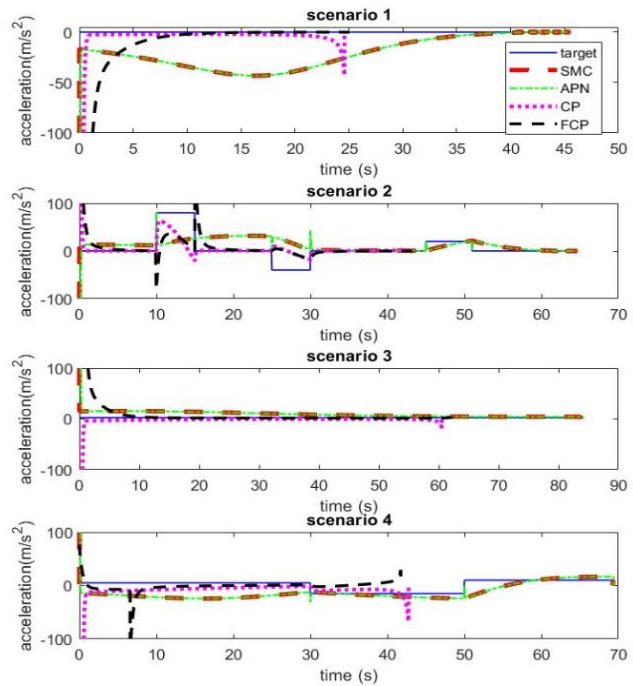 scenario 1
acceleration(m/s²)
0
-50
-100
0 5 10 15 20 25 30 35 40 45 50
time (s)
target
SMC
APN
CP
FCP
scenario 2
acceleration(m/s²)
100
0
-100
0 10 20 30 40 50 60 70
time (s)
scenario 3
acceleration(m/s²)
100
0
-100
0 10 20 30 40 50 60 70 80 90
time (s)
scenario 4
acceleration(m/s²)
100
0
-100
0 10 20 30 40 50 60 70
time (s)